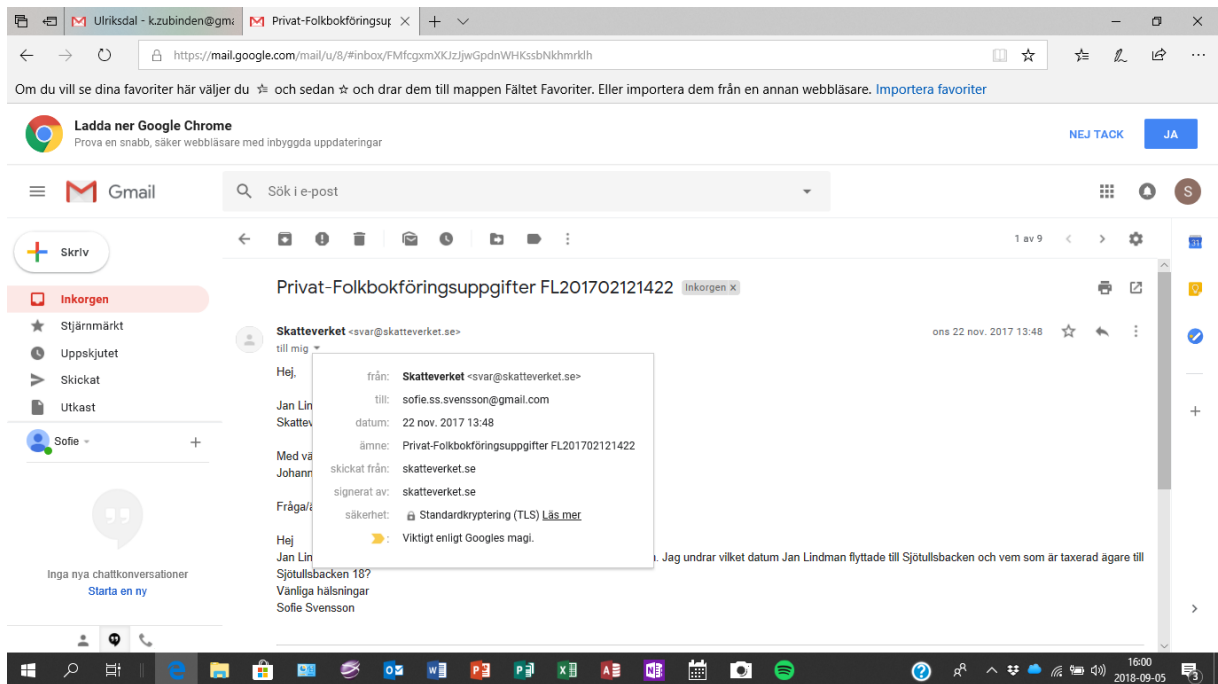 Ulriksdal - k.zubinden@gma
Privat-Folkbokföringsup
https://mail.google.com/mail/u/8/#inbox/FMfcgxmXKJzJjwGpdnWHKssbNkhmrklh
Om du vill se dina favoriter här väljer du och sedan och drar dem till mappen Fältet Favoriter. Eller importera dem från en annan webbläsare. Importera favoriter
Ladda ner Google Chrome
Prova en snabb, säker webbläsare med inbyggda uppdateringar
NEJ TACK
JA
Gmail
Sök i e-post
S
Skriv
1 av 9
31
Inkorgen
Stjärnmärkt
Uppskjutet
Skickat
Utkast
Sofie
Inga nya chattkonversationer
Starta en ny
Privat-Folkbokföringsuppgifter FL201702121422 Inkorgen x
Skatteverket <svar@skatteverket.se>
ons 22 nov. 2017 13:48
till mig
Hej,
Jan Lin
Skattev
Med vä
Johann
Fråga/ä
Hej
Jan Lin
från: Skatteverket <svar@skatteverket.se>
till: sofie.ss.svensson@gmail.com
datum: 22 nov. 2017 13:48
ämne: Privat-Folkbokföringsuppgifter FL201702121422
skickat från: skatteverket.se
signerat av: skatteverket.se
säkerhet: Standardkryptering (TLS) Läs mer
: Viktigt enligt Googles magi.
. Jag undrar vilket datum Jan Lindman flyttade till Sjötullsbacken och vem som är taxerad ägare till
Sjötullsbacken 18?
Vänliga hälsningar
Sofie Svensson
16:00
2018-09-05
3